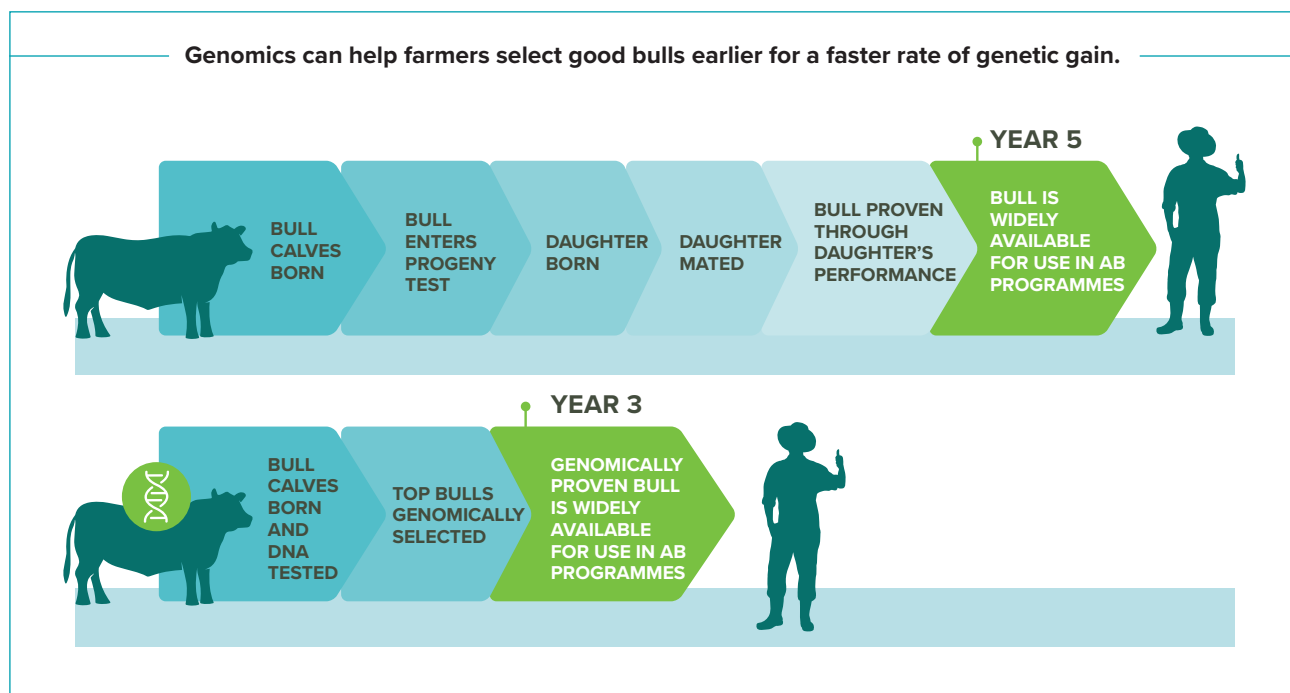 Genomics can help farmers select good bulls earlier for a faster rate of genetic gain.
YEAR 5
BULL
CALVES
BORN
BULL
ENTERS
PROGENY
TEST
DAUGHTER
BORN
DAUGHTER
MATED
BULL PROVEN
THROUGH
DAUGHTER'S
PERFORMANCE
BULL IS
WIDELY
AVAILABLE
FOR USE IN AB
PROGRAMMES
YEAR 3
BULL
CALVES
BORN
AND
DNA
TESTED
TOP BULLS
GENOMICALLY
SELECTED
GENOMICALLY
PROVEN BULL
IS WIDELY
AVAILABLE
FOR USE IN AB
PROGRAMMES